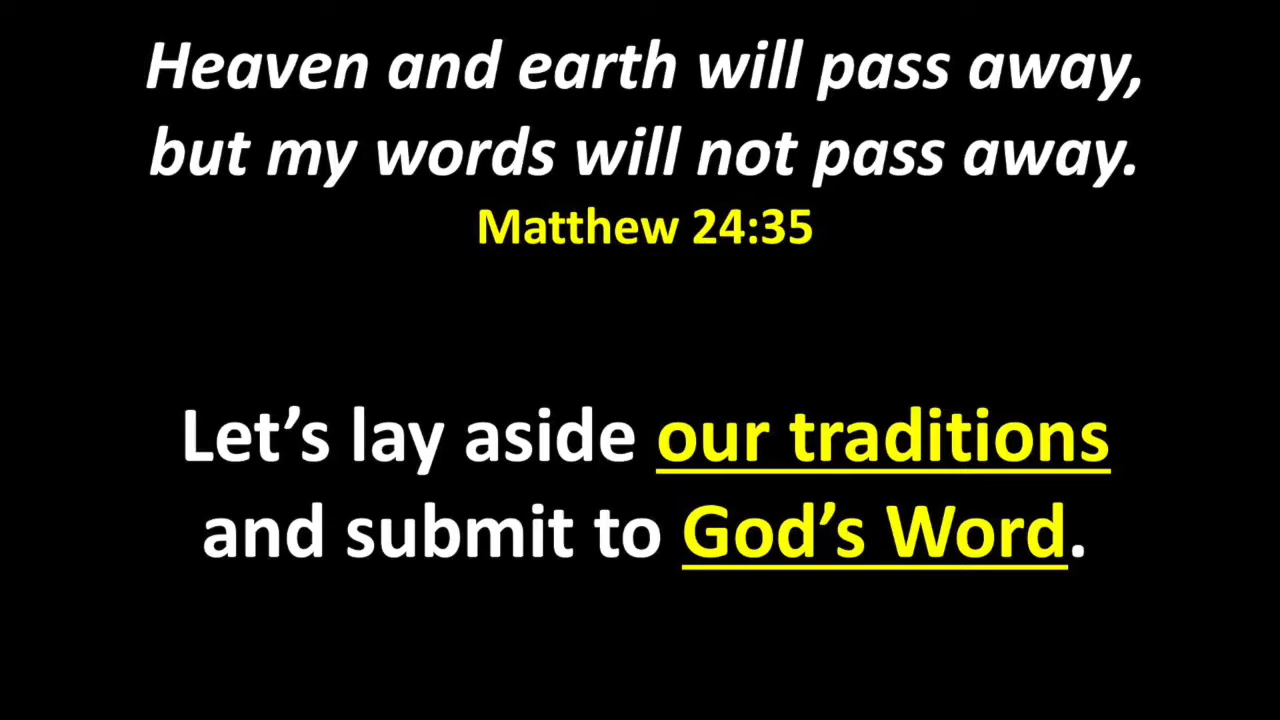 Heaven and earth will pass away,
but my words will not pass away.
Matthew 24:35
Let’s lay aside our traditions
and submit to God’s Word.